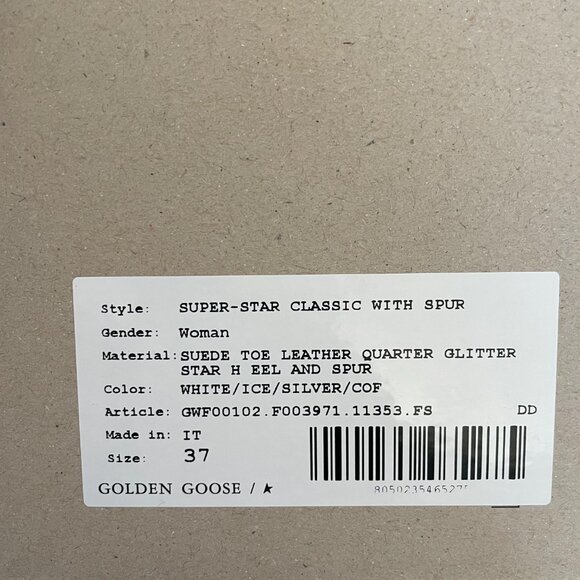 Style: SUPER-STAR CLASSIC WITH SPUR
Gender: Woman
Material: SUEDE TOE LEATHER QUARTER GLITTER
STAR H EEL AND SPUR
Color: WHITE/ICE/SILVER/COF
Article: GWF00102.F003971.11353.FS DD
Made in: IT
Size: 37
GOLDEN GOOSE / ★